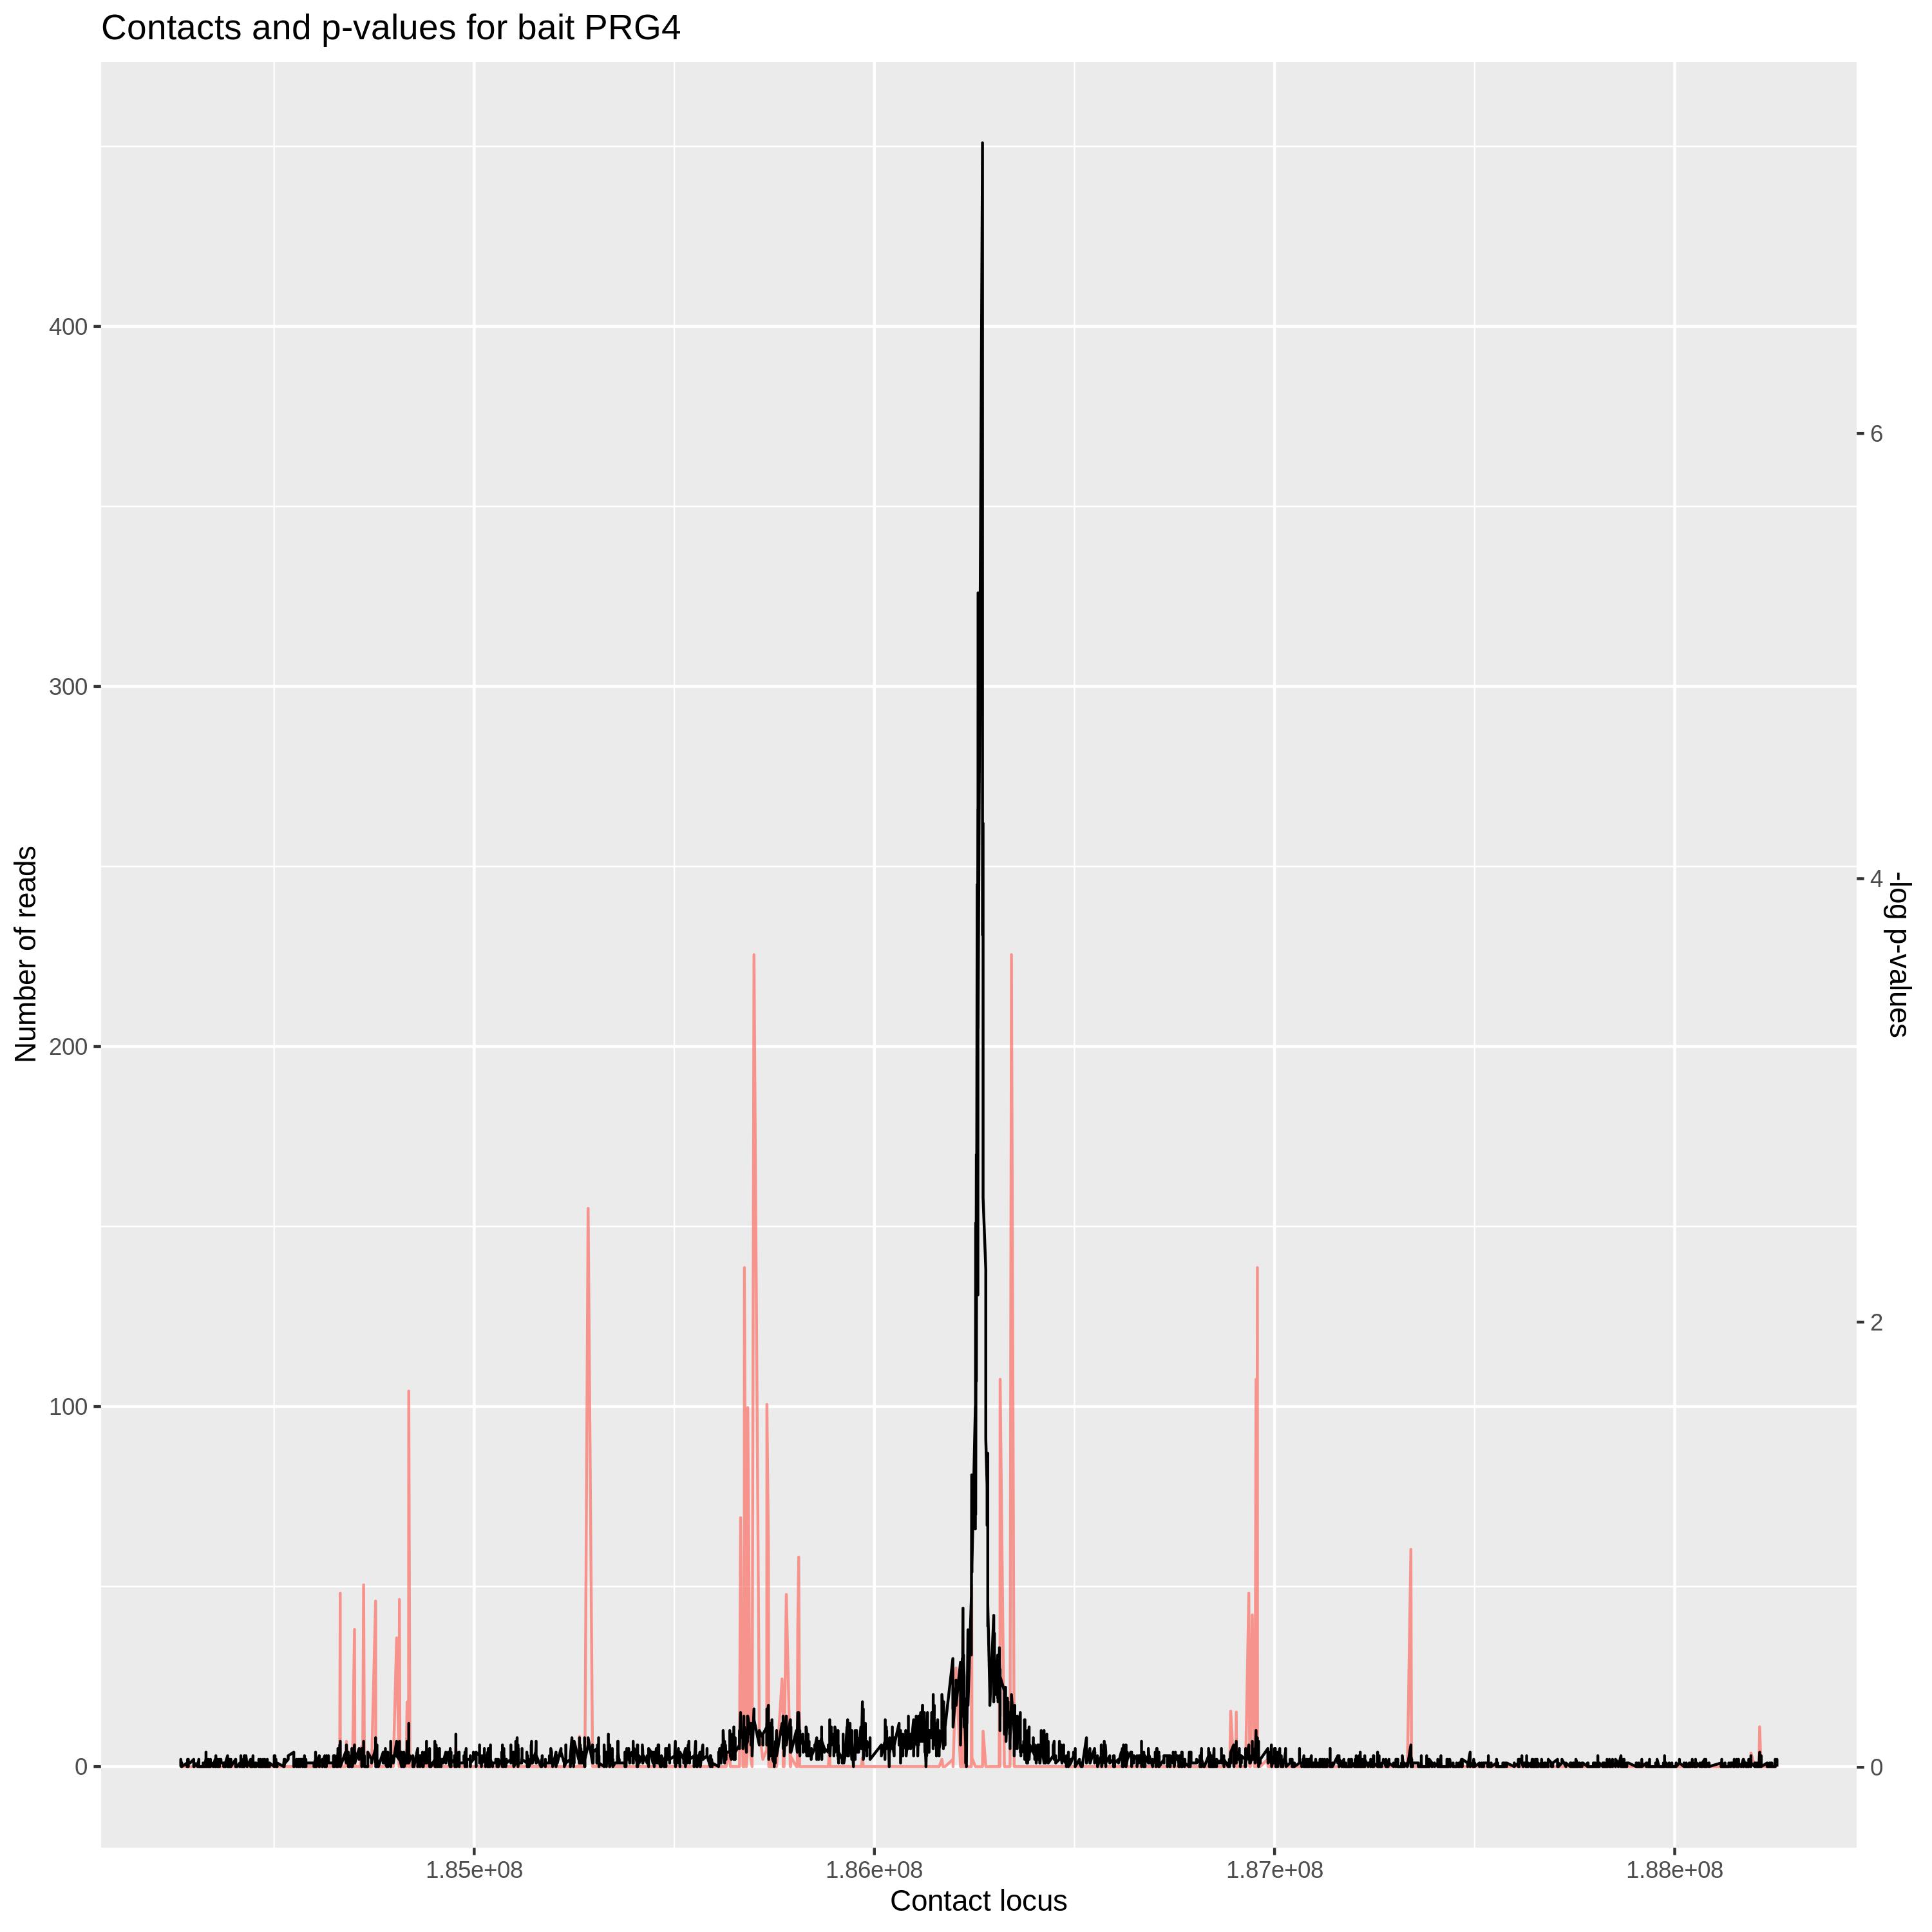 Contacts and p-values for bait PRG4
Number of reads
400
300
200
100
0
6
4
2
0
-log p-values
1.85e+08
1.86e+08
1.87e+08
1.88e+08
Contact locus